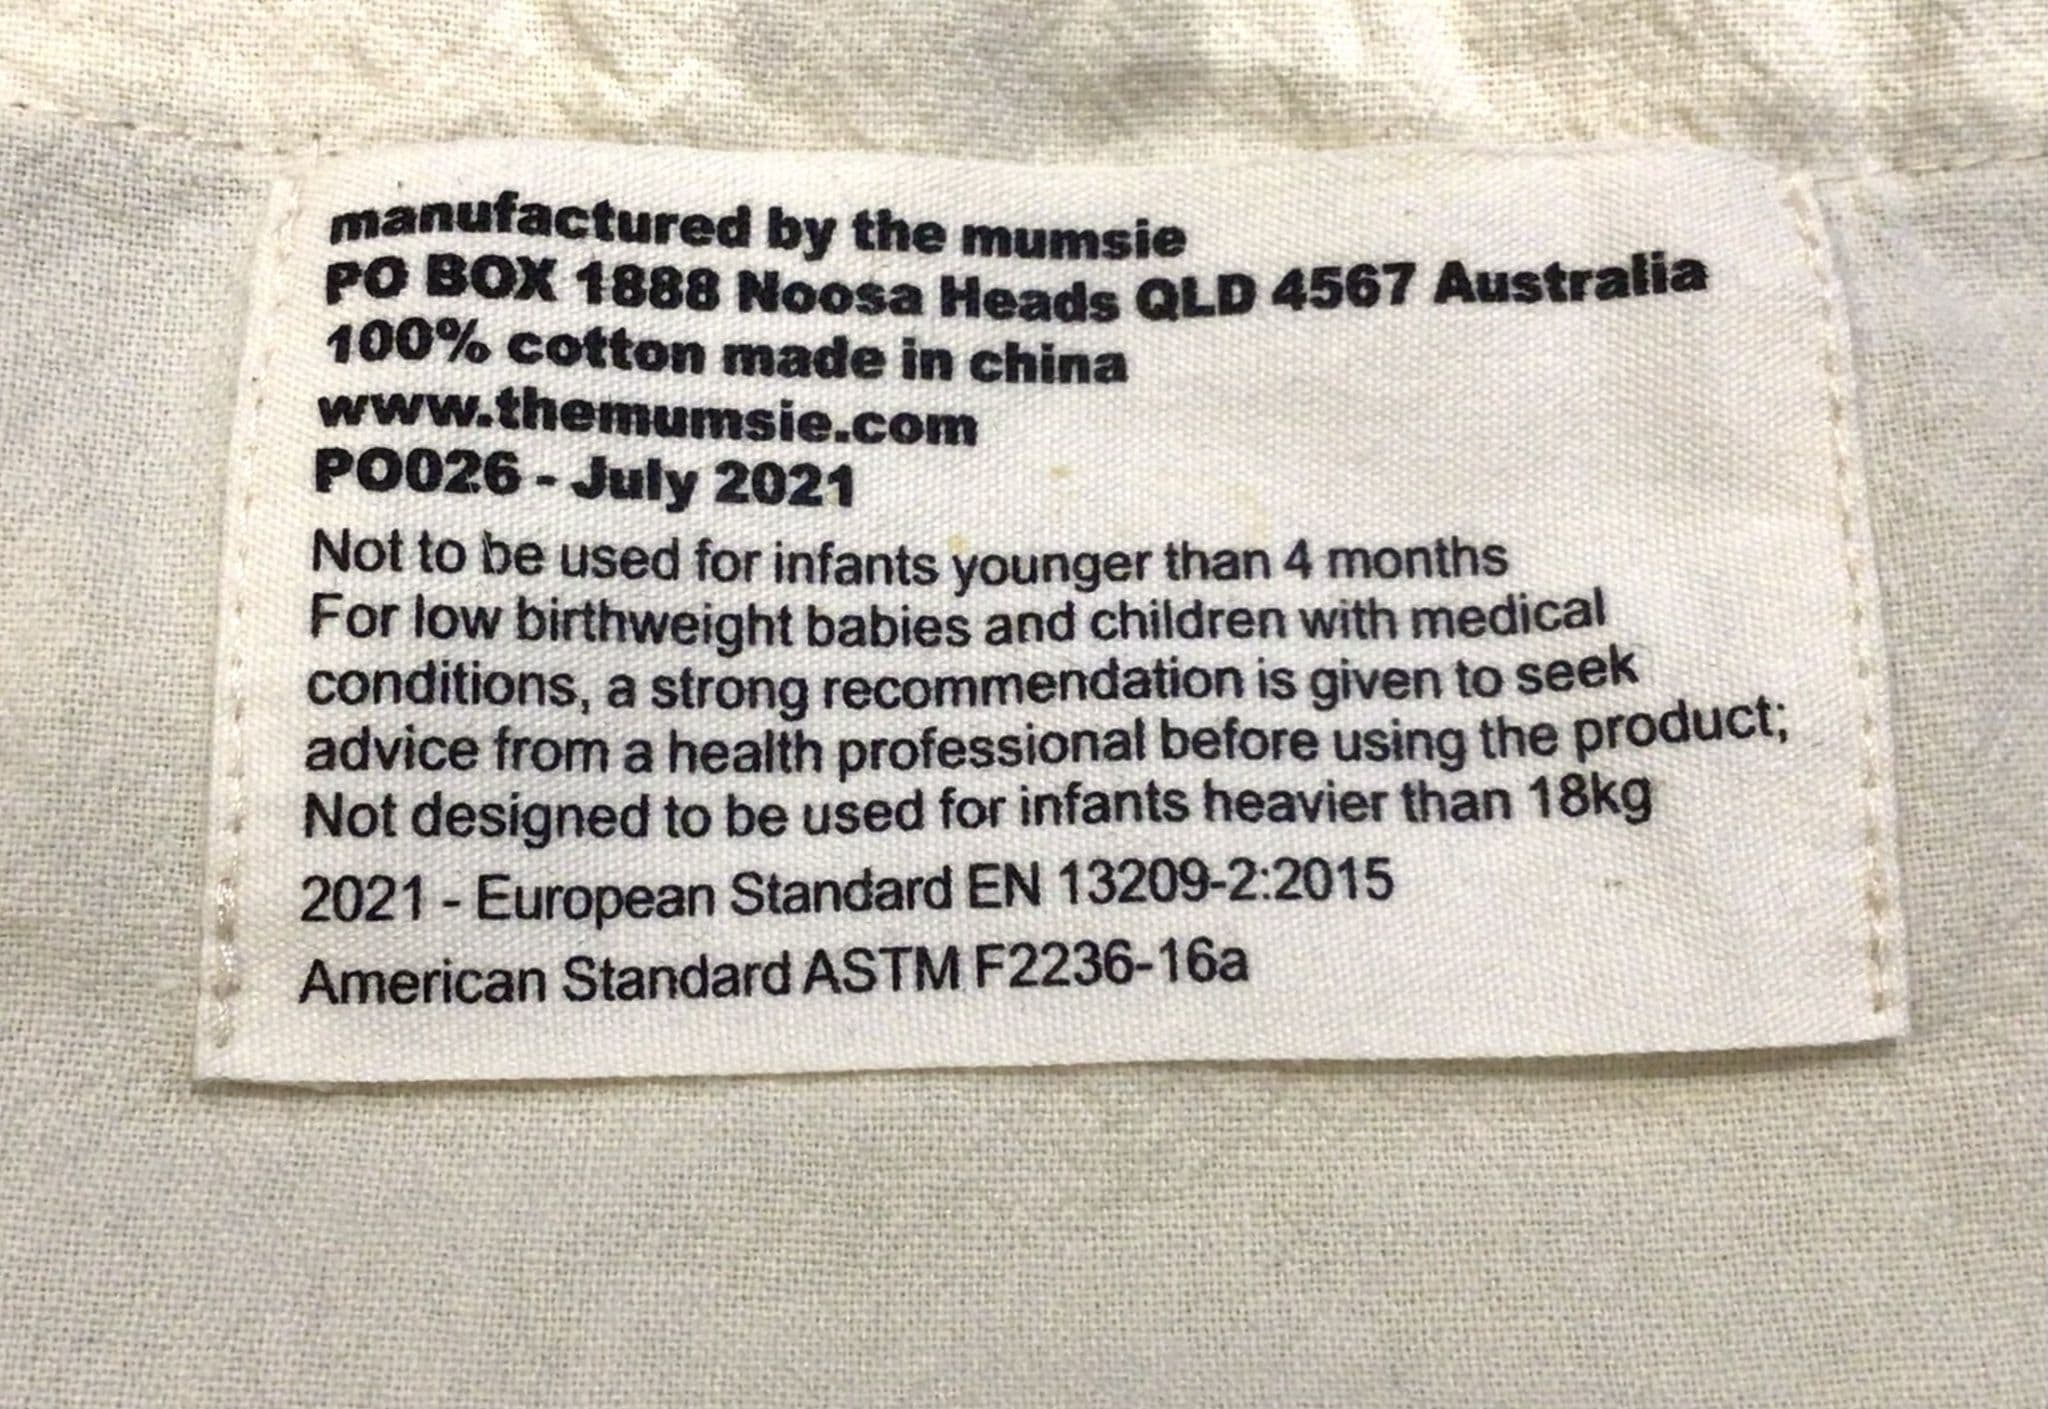 manufactured by the mumsie
PO BOX 1888 Noosa Heads QLD 4567 Australia
100% cotton made in china
www.themumsie.com
PO026 - July 2021
Not to be used for infants younger than 4 months
For low birthweight babies and children with medical
conditions, a strong recommendation is given to seek
advice from a health professional before using the product;
Not designed to be used for infants heavier than 18kg
2021 - European Standard EN 13209-2:2015
American Standard ASTM F2236-16a